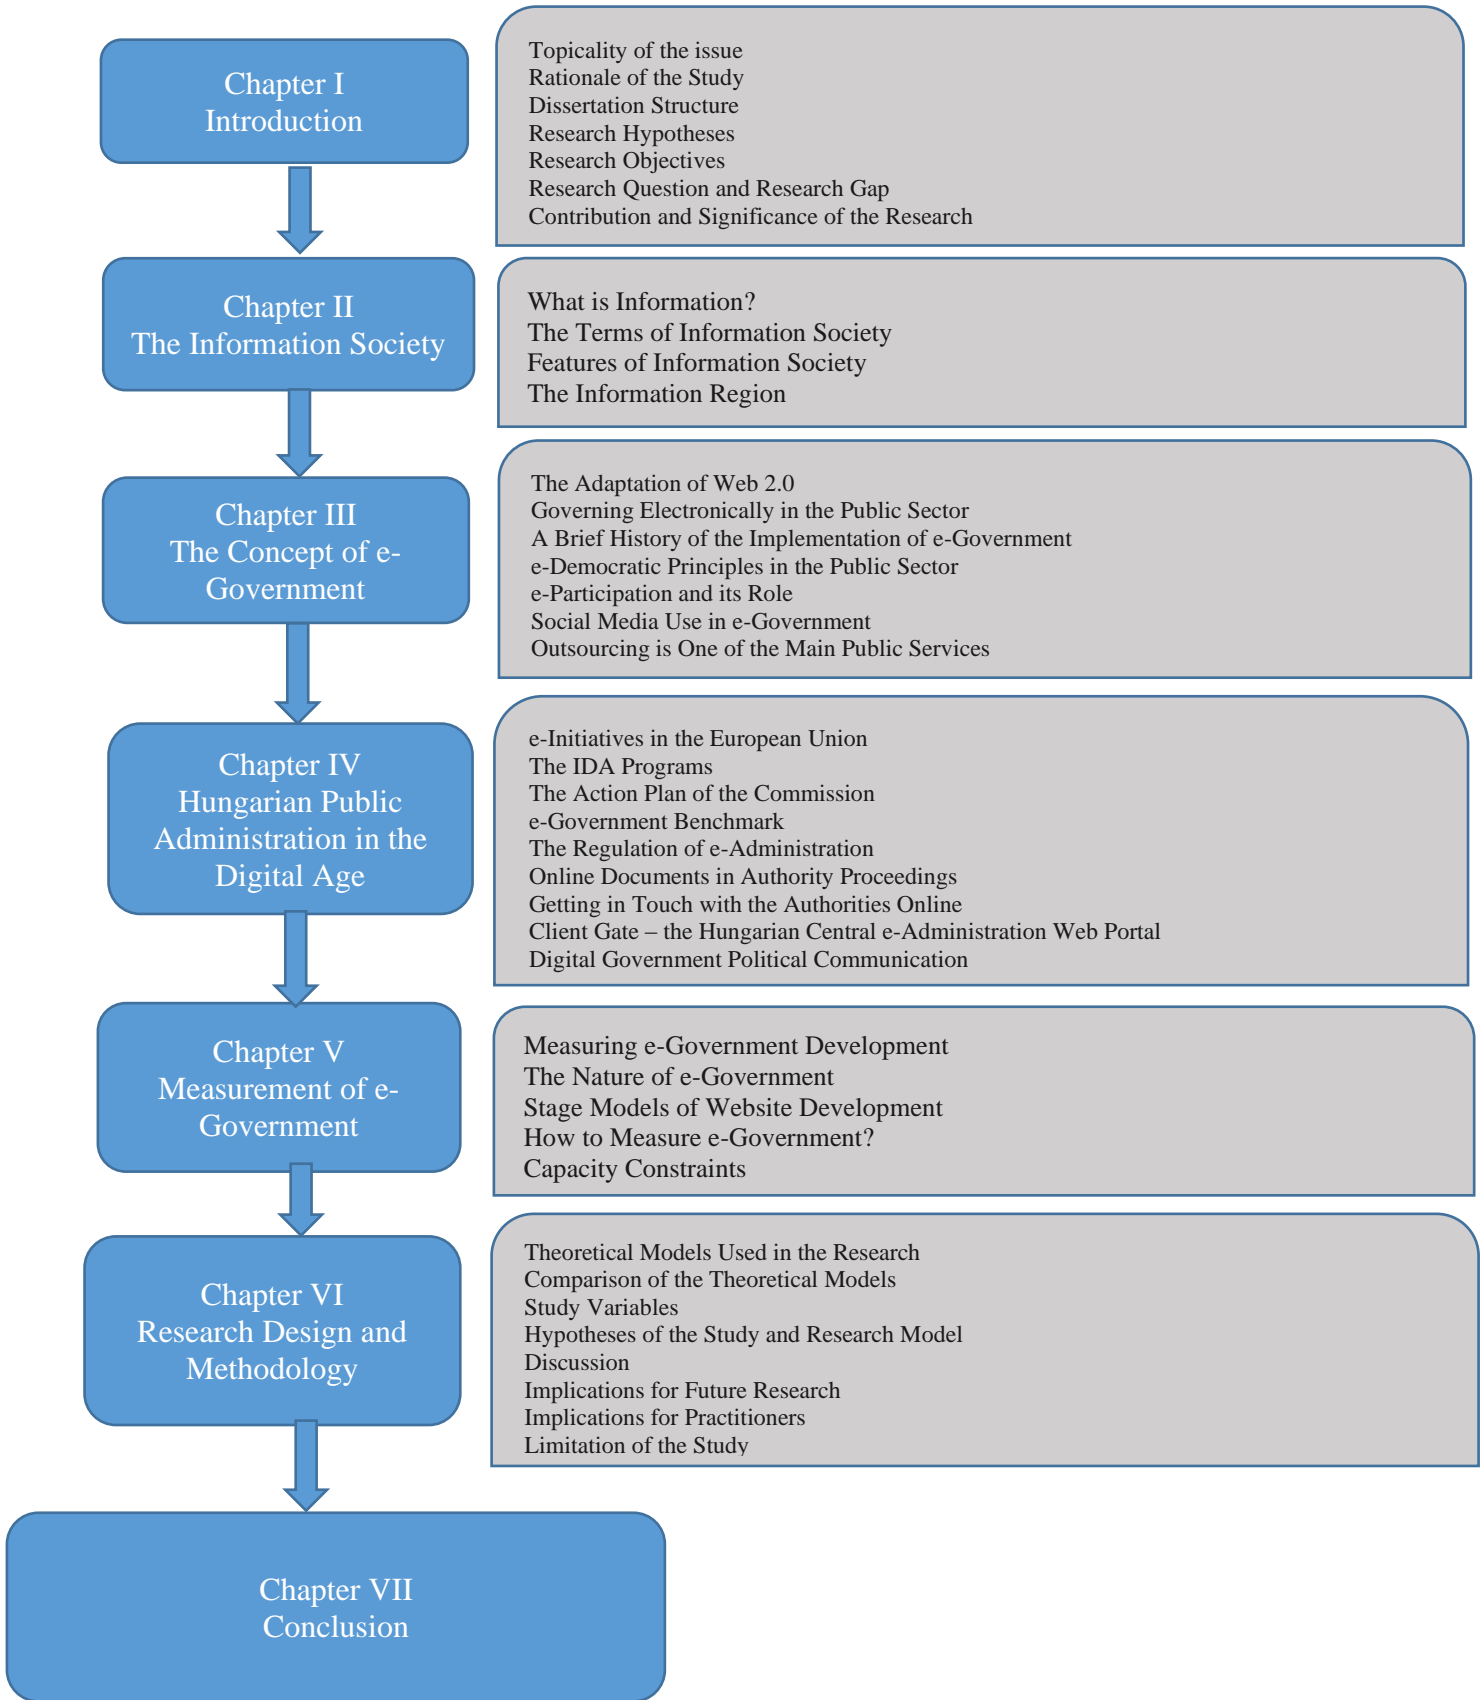 Chapter I
Introduction
Topicality of the issue
Rationale of the Study
Dissertation Structure
Research Hypotheses
Research Objectives
Research Question and Research Gap
Contribution and Significance of the Research
Chapter II
The Information Society
What is Information?
The Terms of Information Society
Features of Information Society
The Information Region
Chapter III
The Concept of e-
Government
The Adaptation of Web 2.0
Governing Electronically in the Public Sector
A Brief History of the Implementation of e-Government
e-Democratic Principles in the Public Sector
e-Participation and its Role
Social Media Use in e-Government
Outsourcing is One of the Main Public Services
Chapter IV
Hungarian Public
Administration in the
Digital Age
e-Initiatives in the European Union
The IDA Programs
The Action Plan of the Commission
e-Government Benchmark
The Regulation of e-Administration
Online Documents in Authority Proceedings
Getting in Touch with the Authorities Online
Client Gate – the Hungarian Central e-Administration Web Portal
Digital Government Political Communication
Chapter V
Measurement of e-
Government
Measuring e-Government Development
The Nature of e-Government
Stage Models of Website Development
How to Measure e-Government?
Capacity Constraints
Chapter VI
Research Design and
Methodology
Theoretical Models Used in the Research
Comparison of the Theoretical Models
Study Variables
Hypotheses of the Study and Research Model
Discussion
Implications for Future Research
Implications for Practitioners
Limitation of the Study
Chapter VII
Conclusion